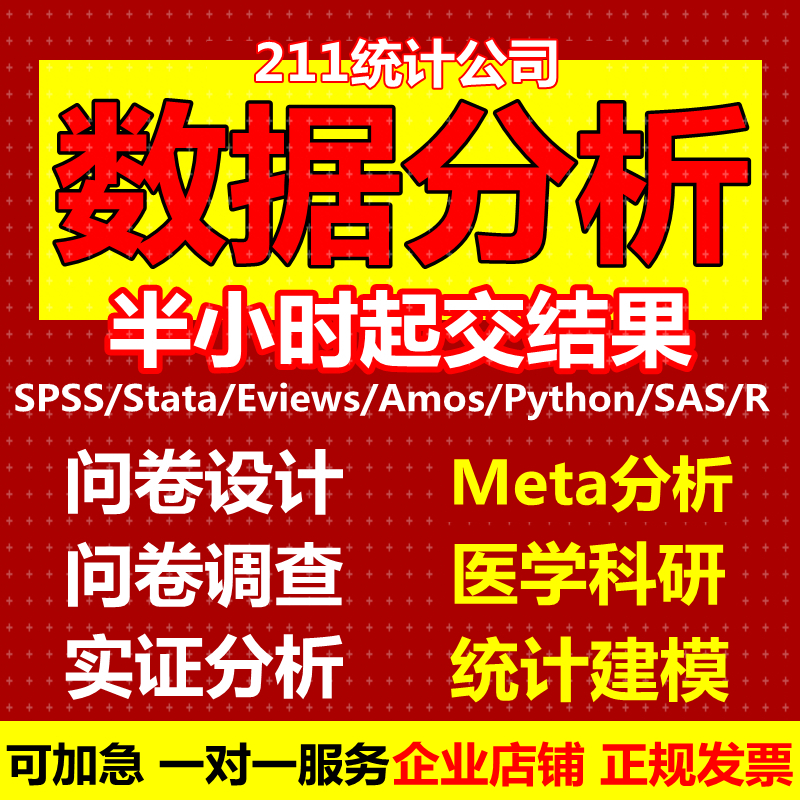 211统计公司
数据分析
半小时起交结果
SPSS/Stata/Eviews/Amos/Python/SAS/R
问卷设计 Meta分析
问卷调查 医学科研
实证分析 统计建模
可加急 一对一服务 企业店铺 正规发票